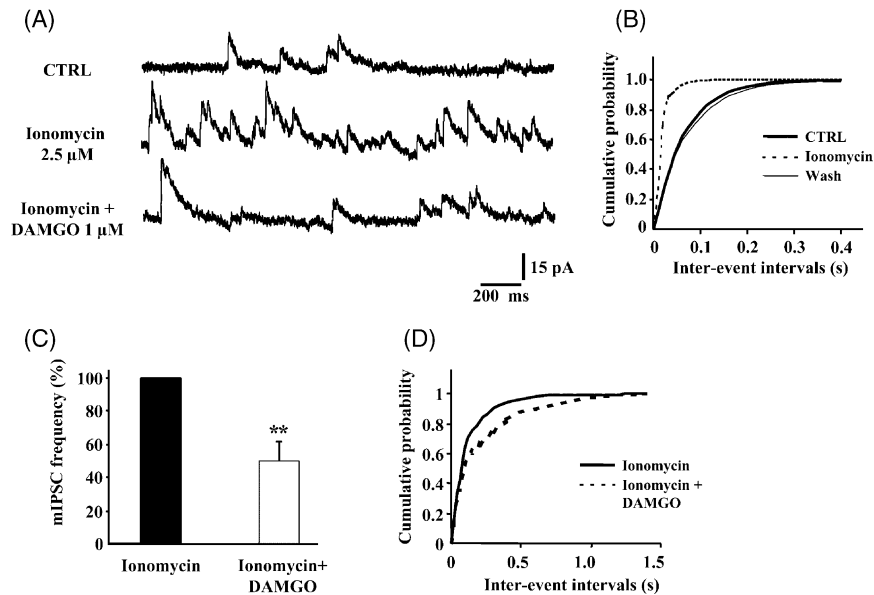 (A)
CTRL
Ionomycin
2.5 µM
Ionomycin +
DAMGO 1 µM
15 pA
200 ms
(B)
Cumulative probability
1.0
0.8
0.6
0.4
0.2
0
0.1
0.2
0.3
0.4
Inter-event intervals (s)
CTRL
Ionomycin
Wash
(C)
mIPSC frequency (%)
100
80
60
40
20
0
**
Ionomycin
Ionomycin+
DAMGO
(D)
Cumulative probability
1
0.8
0.6
0.4
0.2
0
0
0.5
1.0
1.5
Inter-event intervals (s)
Ionomycin
Ionomycin +
DAMGO